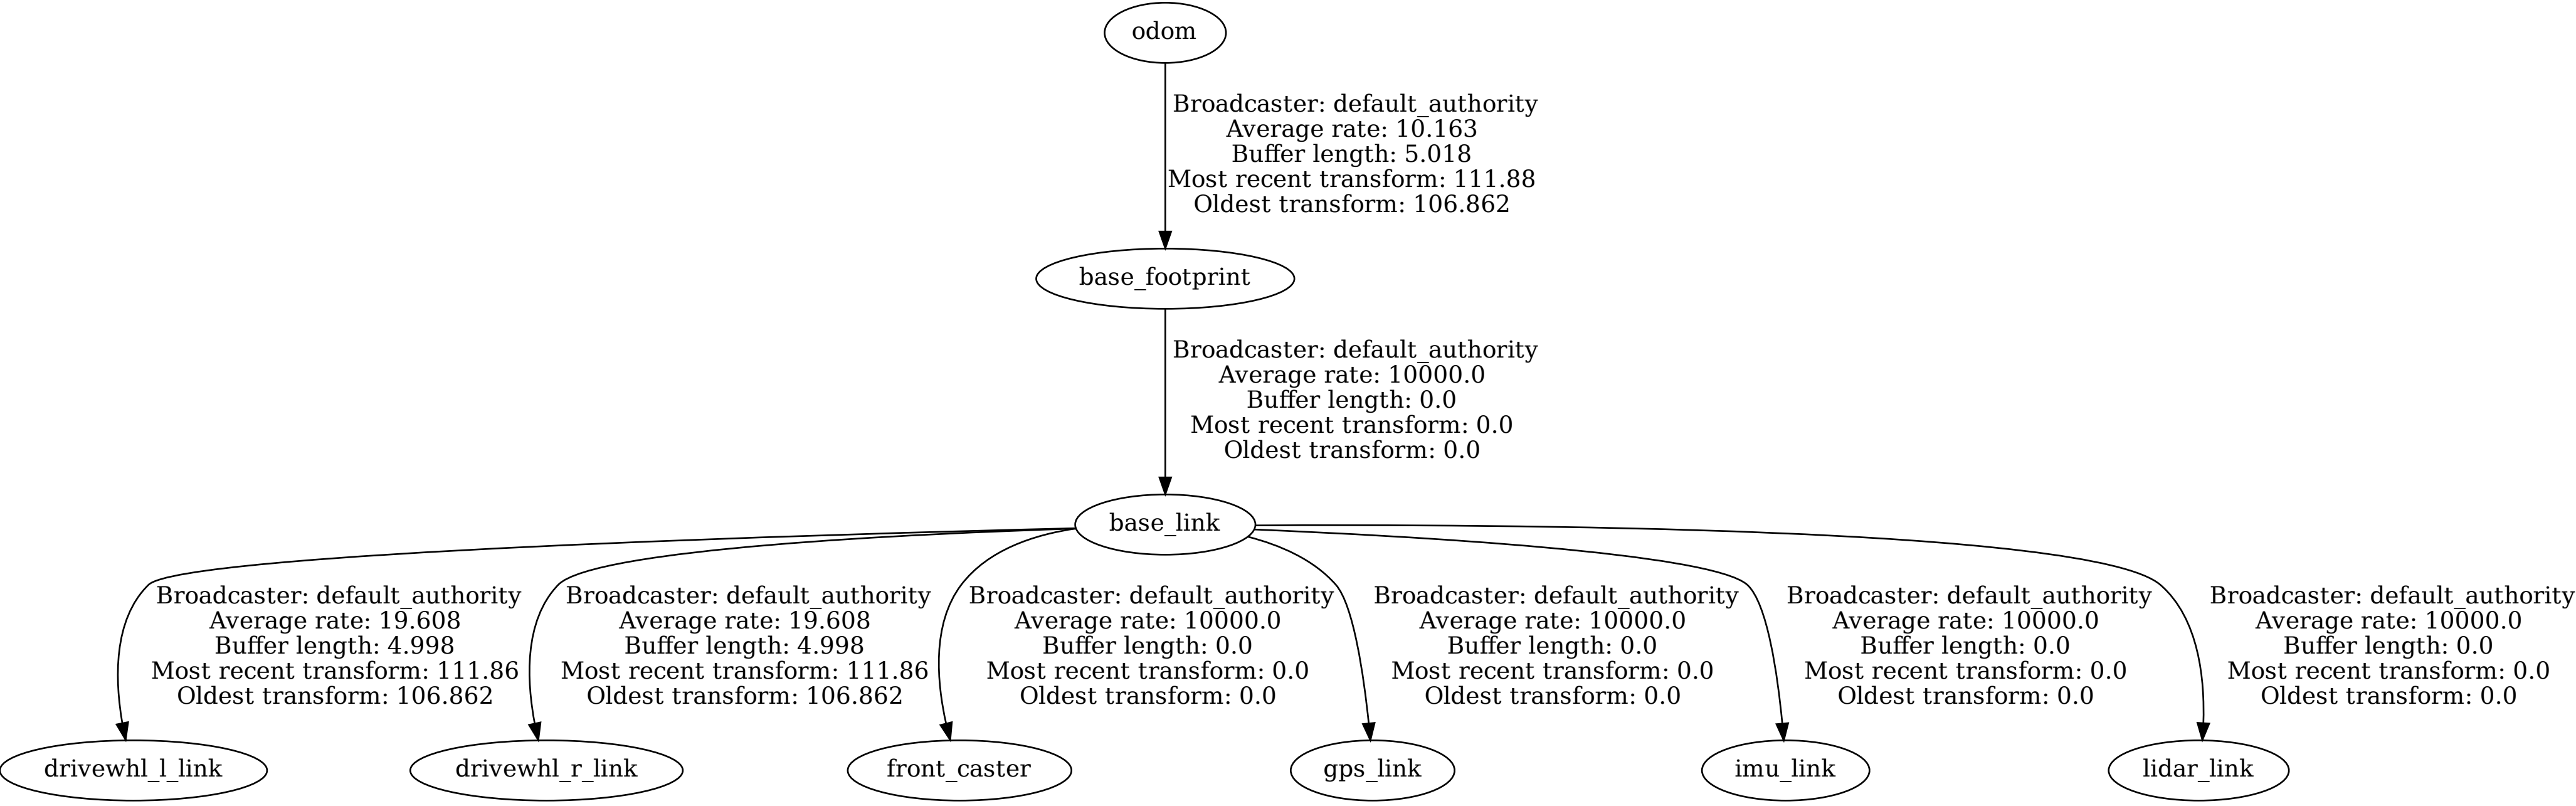 odom
Broadcaster: default_authority
Average rate: 10.163
Buffer length: 5.018
Most recent transform: 111.88
Oldest transform: 106.862
base_footprint
Broadcaster: default_authority
Average rate: 10000.0
Buffer length: 0.0
Most recent transform: 0.0
Oldest transform: 0.0
base_link
Broadcaster: default_authority
Average rate: 19.608
Buffer length: 4.998
Most recent transform: 111.86
Oldest transform: 106.862
Broadcaster: default_authority
Average rate: 19.608
Buffer length: 4.998
Most recent transform: 111.86
Oldest transform: 106.862
Broadcaster: default_authority
Average rate: 10000.0
Buffer length: 0.0
Most recent transform: 0.0
Oldest transform: 0.0
Broadcaster: default_authority
Average rate: 10000.0
Buffer length: 0.0
Most recent transform: 0.0
Oldest transform: 0.0
Broadcaster: default_authority
Average rate: 10000.0
Buffer length: 0.0
Most recent transform: 0.0
Oldest transform: 0.0
Broadcaster: default_authority
Average rate: 10000.0
Buffer length: 0.0
Most recent transform: 0.0
Oldest transform: 0.0
drivewhl_l_link
drivewhl_r_link
front_caster
gps_link
imu_link
lidar_link